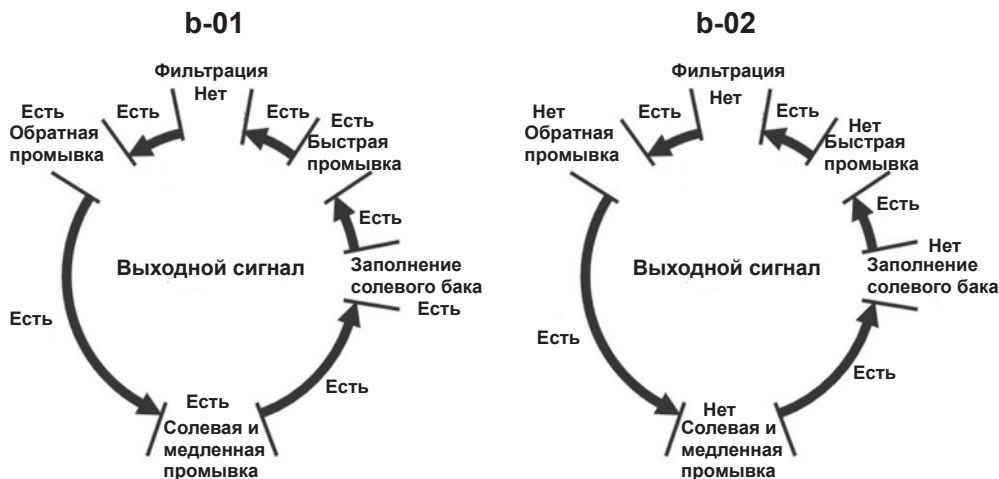 b-01
Фильтрация
Нет
Есть
Есть
Есть
Обратная
промывка
Есть
Быстрая
промывка
Есть
Выходной сигнал
Заполнение
солевого бака
Есть
Есть
Есть
Есть
Солевая и
медленная
промывка
b-02
Фильтрация
Нет
Есть
Есть
Нет
Обратная
промывка
Нет
Быстрая
промывка
Есть
Выходной сигнал
Нет
Заполнение
солевого бака
Есть
Есть
Нет
Солевая и
медленная
промывка